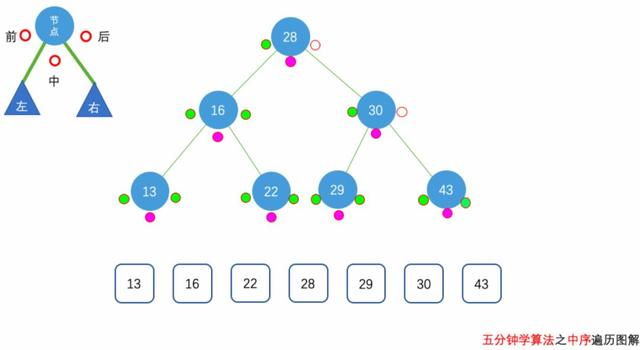 节
点
前
后
中
左
右
28
16
30
13
22
29
43
13 16 22 28 29 30 43
五分钟学算法之中序遍历图解